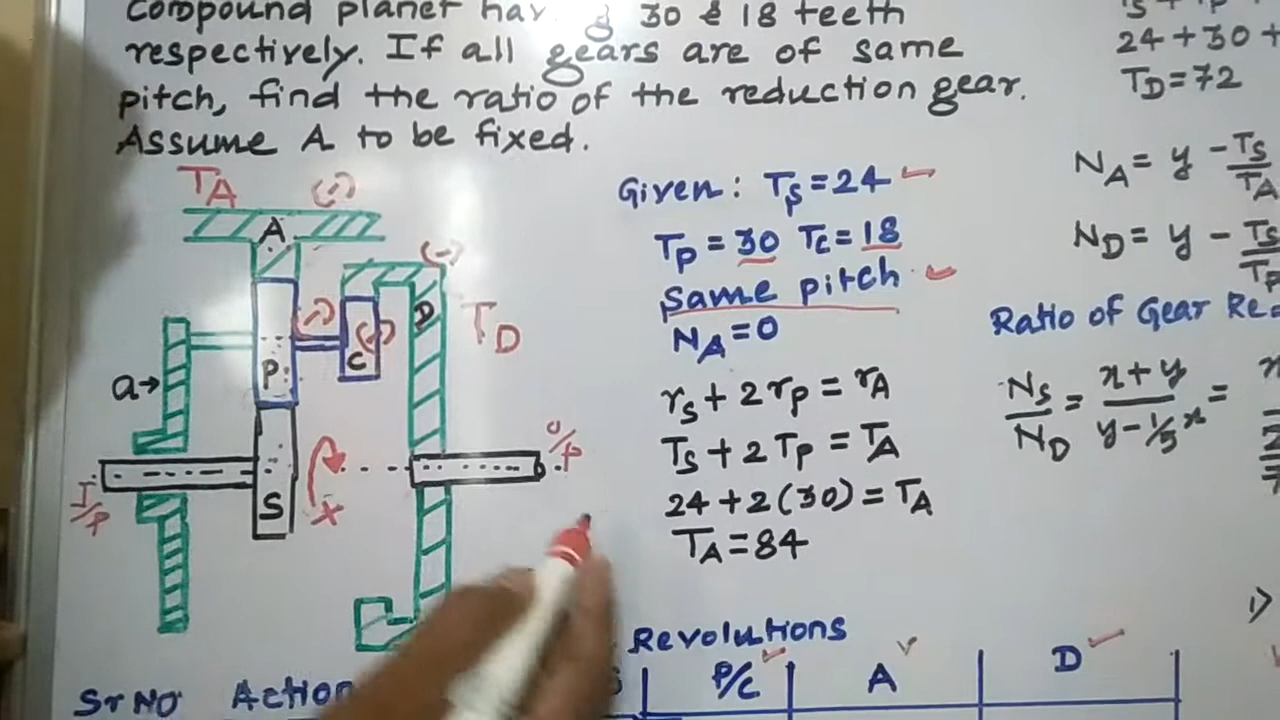 Compound planet hav g 30 & 18 teeth
respectively. If all gears are of same
pitch, find the ratio of the reduction gear.
Assume A to be fixed.
TA (-)
A
(-)
D
TD
(-)
(-)
C
P
a→
I/P
S
x
O/P
Given: Ts=24
P
Tp=30 Tc=18
Same pitch
NA=0
rs+2rp=rA
Ts+2Tp=TA
24+2(30)=TA
TA=84
24+30+
TD=72
NA= y - Ts/TA
ND= y - Ts/Tp
Ratio of Gear Re
Ns/ND = x+y/y-1/5x =
1)
Revolutions
Sr No Action S P/C A D